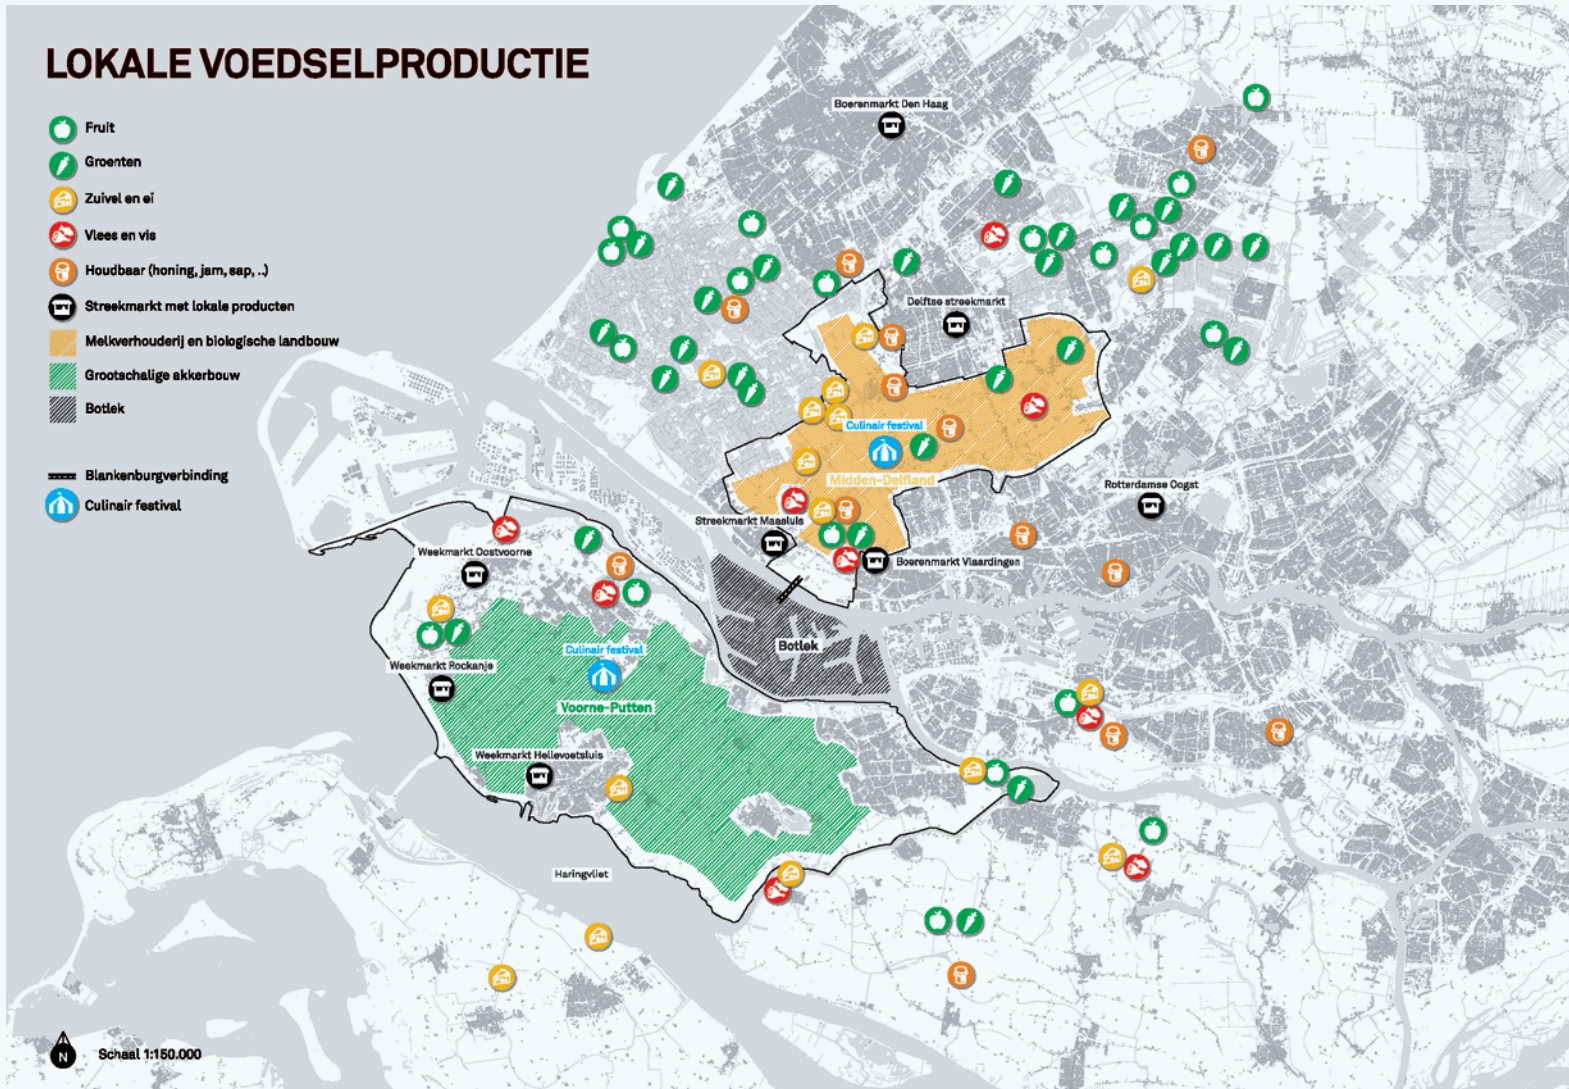 LOKALE VOEDSELPRODUCTIE
Fruit
Groenten
Zuivel en ei
Vlees en vis
Houdbaar (honing, jam, sap, ..)
Streekmarkt met lokale producten
Melkverhouderij en biologische landbouw
Grootschalige akkerbouw
Botlek
Blankenburgverbinding
Culinair festival
Boerenmarkt Den Haag
Delftse streekmarkt
Culinair festival
Midden-Delfland
Rotterdamse Oogst
Streekmarkt Maasluis
Boerenmarkt Vlaardingen
Weekmarkt Oostvoorne
Botlek
Culinair festival
Weekmarkt Rockanje
Voorne-Putten
Weekmarkt Hellevoetsluis
Haringvliet
N
Schaal 1:150.000